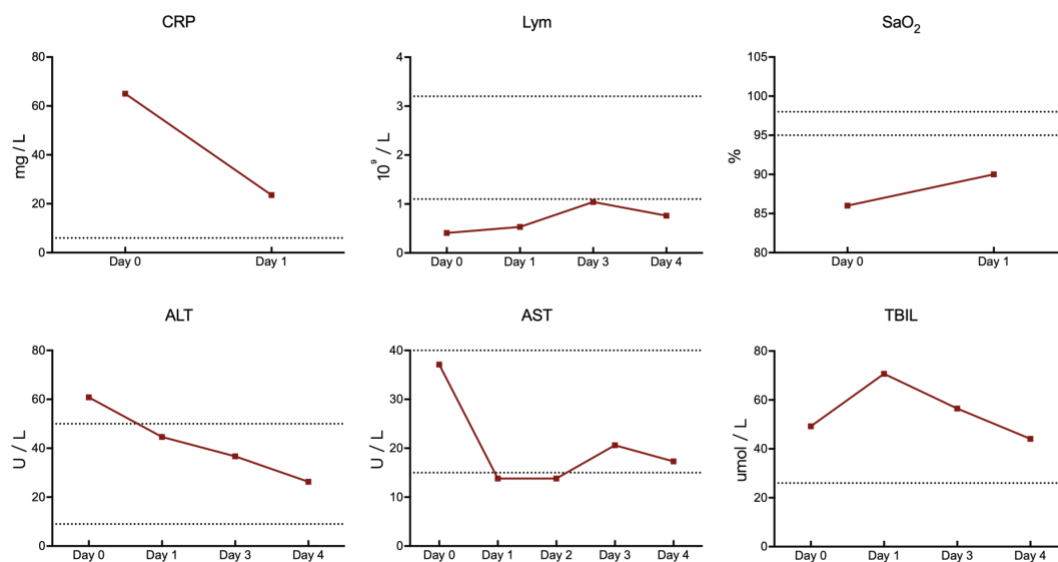 CRP
mg / L
80
60
40
20
0
Day 0 Day 1
Lym
10⁹ / L
4
3
2
1
0
Day 0 Day 1 Day 3 Day 4
SaO₂
%
105
100
95
90
85
80
Day 0 Day 1
ALT
U / L
80
60
40
20
0
Day 0 Day 1 Day 3 Day 4
AST
U / L
40
30
20
10
0
Day 0 Day 1 Day 2 Day 3 Day 4
TBIL
umol / L
80
60
40
20
0
Day 0 Day 1 Day 3 Day 4